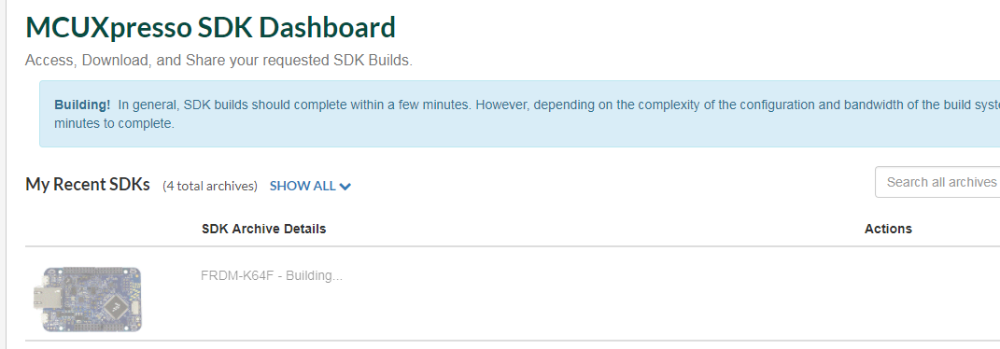 MCUXpresso SDK Dashboard
Access, Download, and Share your requested SDK Builds.
Building! In general, SDK builds should complete within a few minutes. However, depending on the complexity of the configuration and bandwidth of the build syste
minutes to complete.
My Recent SDKs (4 total archives) SHOW ALL
Search all archives
SDK Archive Details Actions
FRDM-K64F - Building...